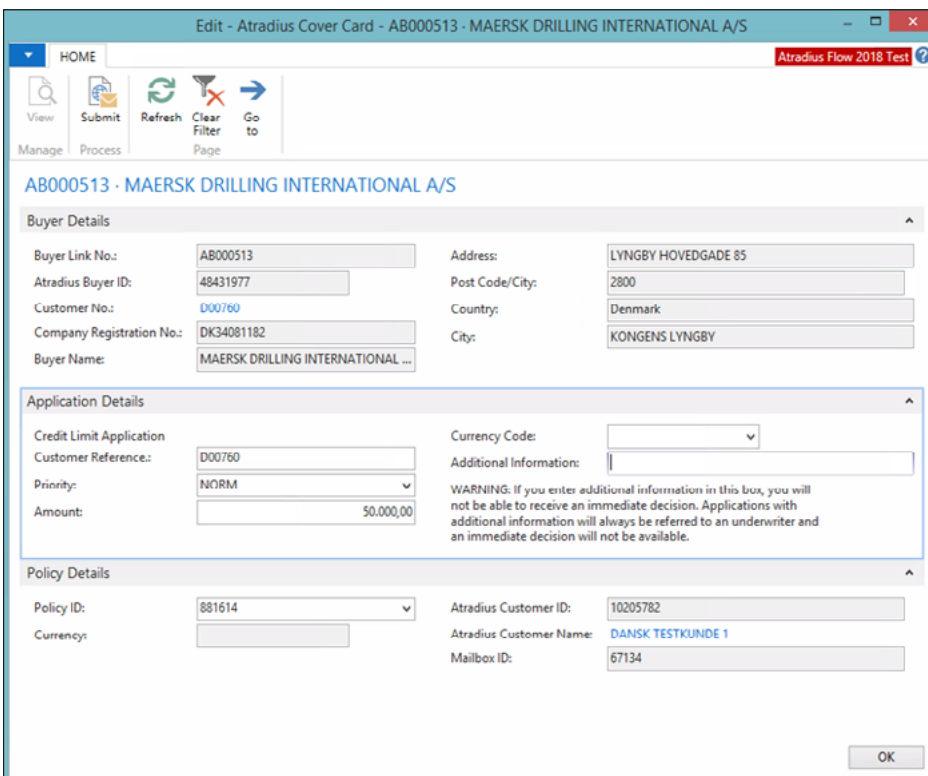 Edit - Atradius Cover Card - AB000513 · MAERSK DRILLING INTERNATIONAL A/S
HOME
Atradius Flow 2018 Test
View
Submit
Refresh
Clear Filter
Go to
Manage
Process
Page
AB000513 · MAERSK DRILLING INTERNATIONAL A/S
Buyer Details
Buyer Link No.: AB000513
Atradius Buyer ID: 48431977
Customer No.: D00760
Company Registration No.: DK34081182
Buyer Name: MAERSK DRILLING INTERNATIONAL ...
Address: LYNGBY HOVEDGADE 85
Post Code/City: 2800
Country: Denmark
City: KONGENS LYNGBY
Application Details
Credit Limit Application
Customer Reference.: D00760
Priority: NORM
Amount: 50.000,00
Currency Code:
Additional Information:
WARNING: If you enter additional information in this box, you will
not be able to receive an immediate decision. Applications with
additional information will always be referred to an underwriter and
an immediate decision will not be available.
Policy Details
Policy ID: 881614
Currency:
Atradius Customer ID: 10205782
Atradius Customer Name: DANSK TESTKUNDE 1
Mailbox ID: 67134
OK